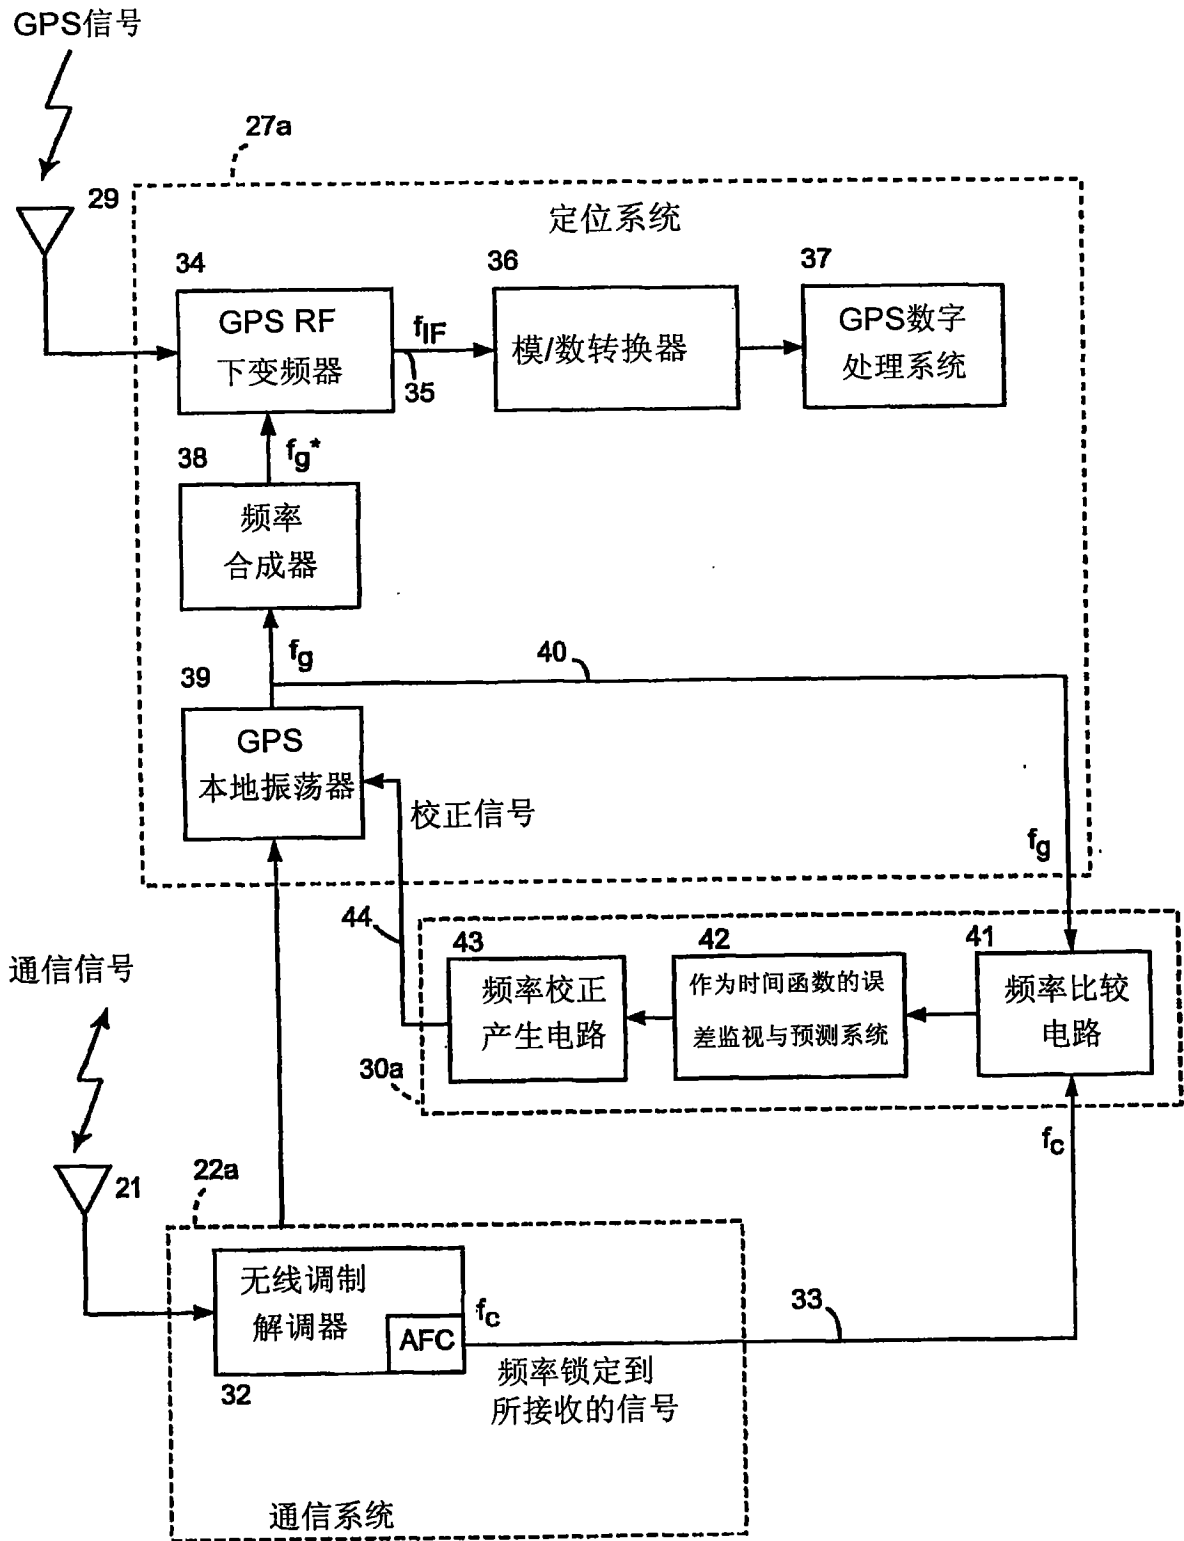 GPS信号
27a
29
定位系统
34
36
37
GPS RF
下变频器
fIF
35
模/数转换器
GPS数字
处理系统
fg*
38
频率
合成器
fg
40
39
GPS
本地振荡器
校正信号
fg
44
43
42
41
通信信号
频率校正
产生电路
作为时间函数的误
差监视与预测系统
频率比较
电路
30a
fc
22a
21
无线调制
解调器
fc
AFC
33
32
频率锁定到
所接收的信号
通信系统